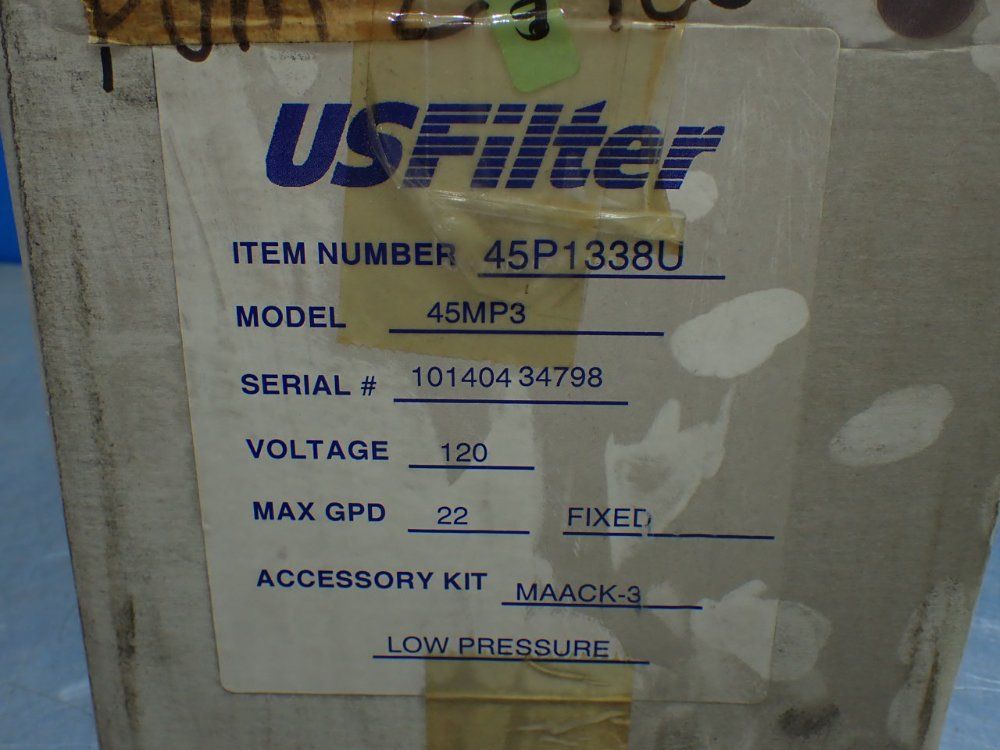 USFilter
ITEM NUMBER 45P1338U
MODEL 45MP3
SERIAL # 101404 34798
VOLTAGE 120
MAX GPD 22 FIXED
ACCESSORY KIT MAACK-3
LOW PRESSURE